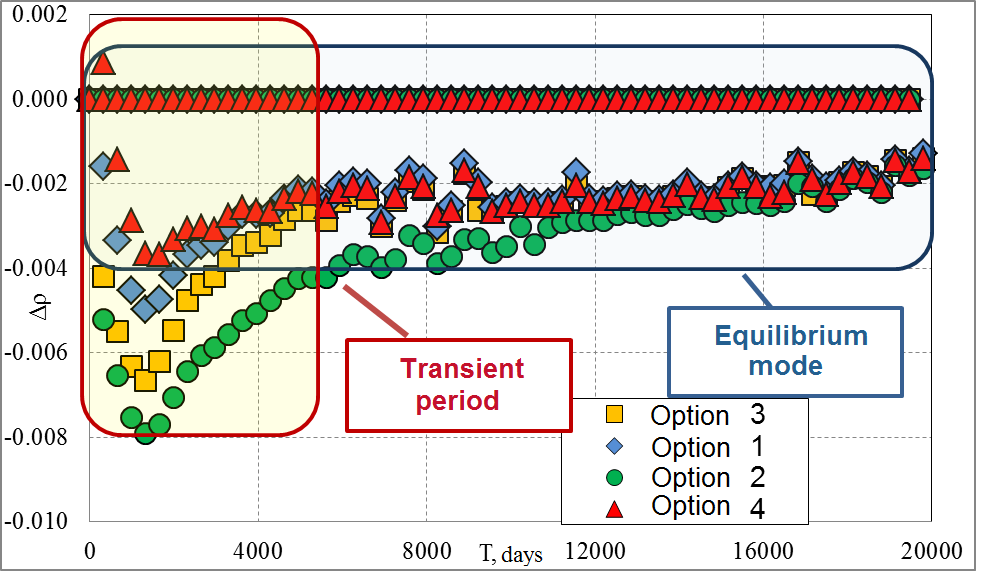 0.002
0.000
-0.002
-0.004
-0.006
-0.008
-0.010
Δρ
Transient
period
Equilibrium
mode
Option 3
Option 1
Option 2
Option 4
0
4000
8000
T, days
12000
16000
20000